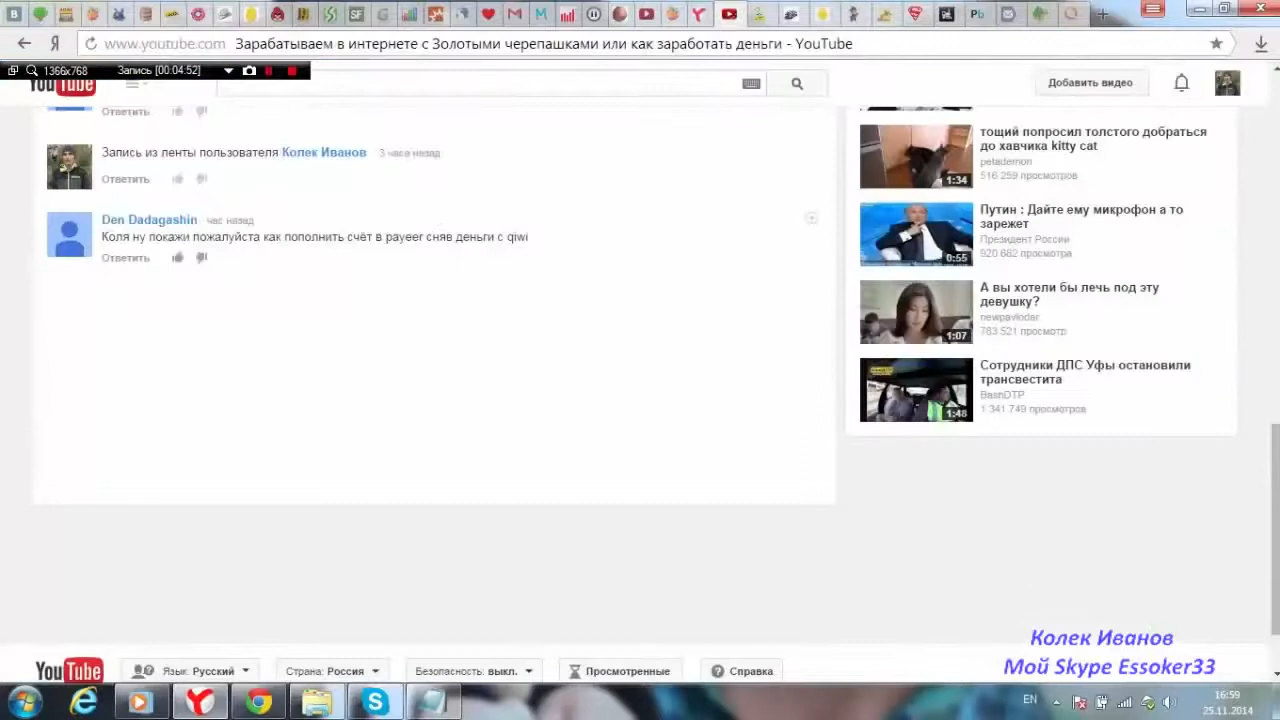 www.youtube.com Зарабатываем в интернете с Золотыми черепашками или как заработать деньги - YouTube
1366x768 Запись [00:04:52]
YouTube
Добавить видео
Ответить
Запись из ленты пользователя Колек Иванов 3 часа назад
Ответить
Den Dadagashin час назад
Коля ну покажи пожалуйста как пополнить счёт в payeer сняв деньги с qiwi
Ответить
тощий попросил толстого добраться
до хавчика kitty cat
petademon
516 259 просмотров
1:34
Путин : Дайте ему микрофон а то
зарежет
Президент России
920 662 просмотра
0:55
А вы хотели бы лечь под эту
девушку?
newpavlodar
783 521 просмотр
1:07
Сотрудники ДПС Уфы остановили
трансвестита
BashDTP
1 341 749 просмотров
1:48
Колек Иванов
Мой Skype Essoker33
YouTube
Язык: Русский
Страна: Россия
Безопасность: выкл.
Просмотренные
Справка
EN
16:59
25.11.2014